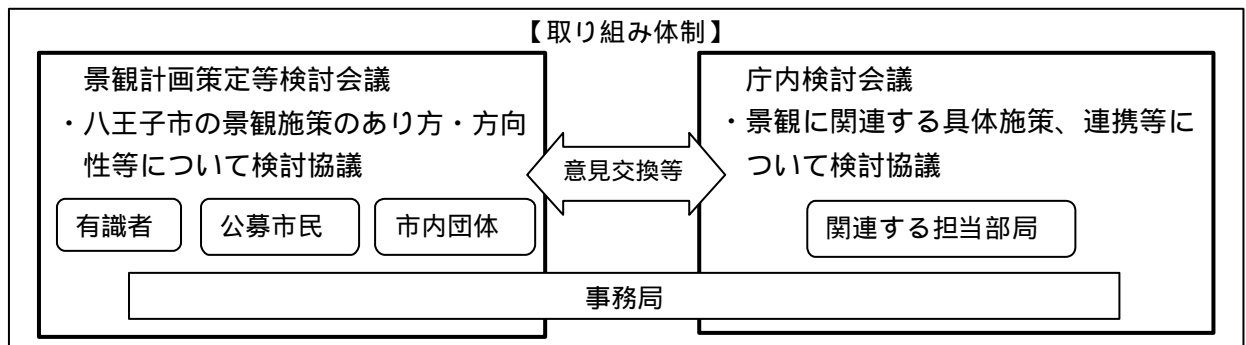 【取り組み体制】
景観計画策定等検討会議
・八王子市の景観施策のあり方・方向
性等について検討協議
有識者
公募市民
市内団体
意見交換等
庁内検討会議
・景観に関連する具体施策、連携等に
ついて検討協議
関連する担当部局
事務局